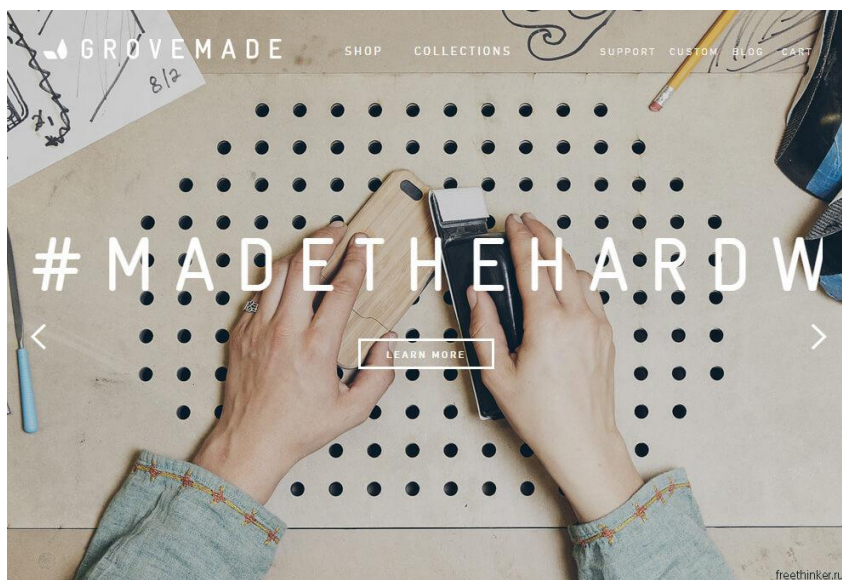 GROVEMADE SHOP COLLECTIONS SUPPORT CUSTOM BLOG CART
8/2
#MADETHEHARDW
LEARN MORE
freethinker.ru